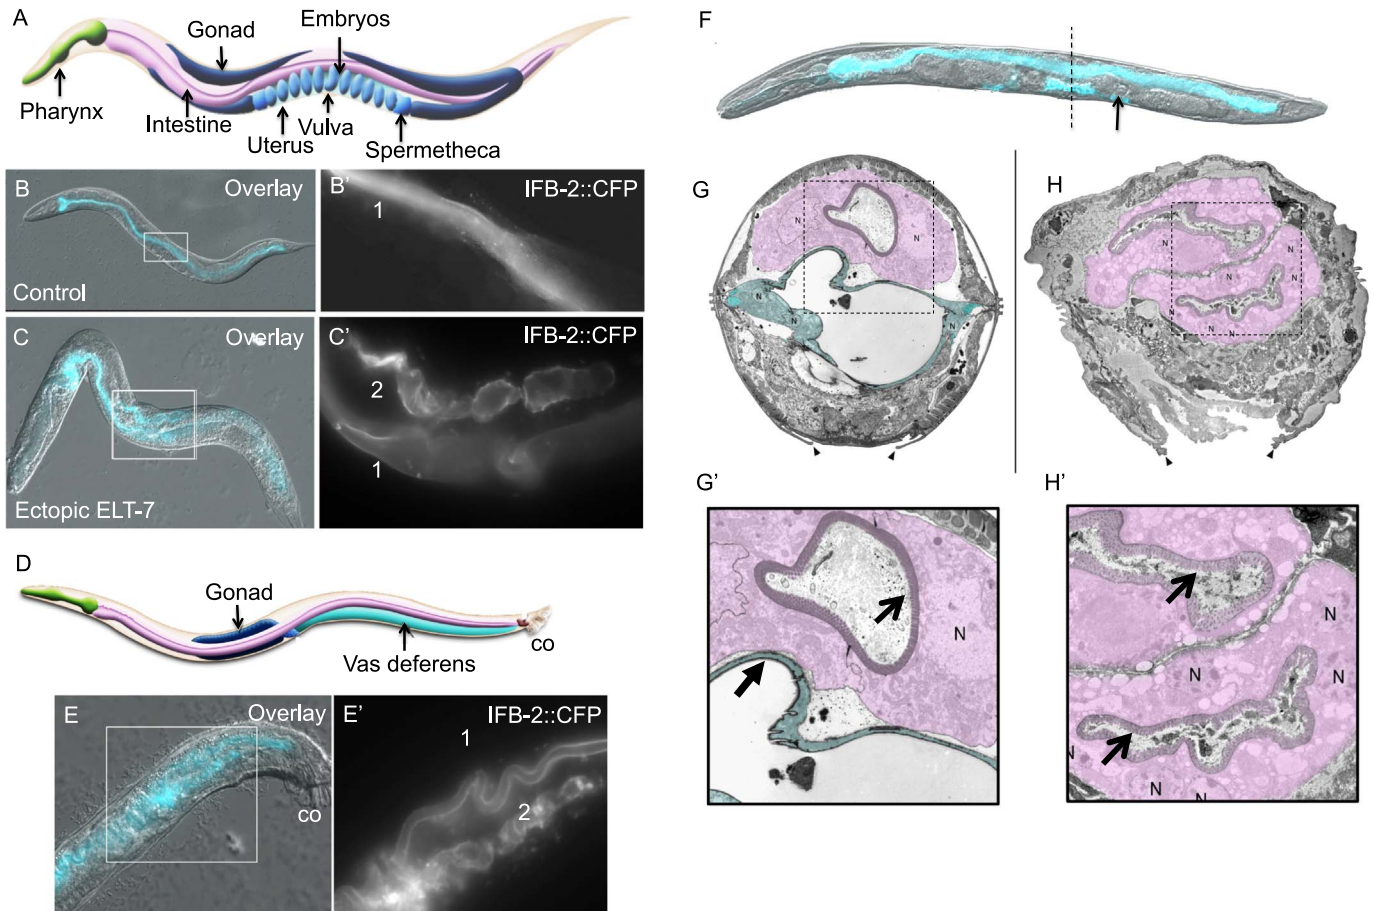 A
Gonad
Embryos
Pharynx
Intestine
Uterus
Vulva
Spermetheca
B
Overlay
Control
B'
IFB-2::CFP
1
C
Overlay
Ectopic ELT-7
C'
IFB-2::CFP
2
1
D
Gonad
Vas deferens
co
E
Overlay
co
E'
IFB-2::CFP
1
2
F
G
N
N
N
N
N
H
N
N
N
N
N
N
G'
N
H'
N
N
N
N
N